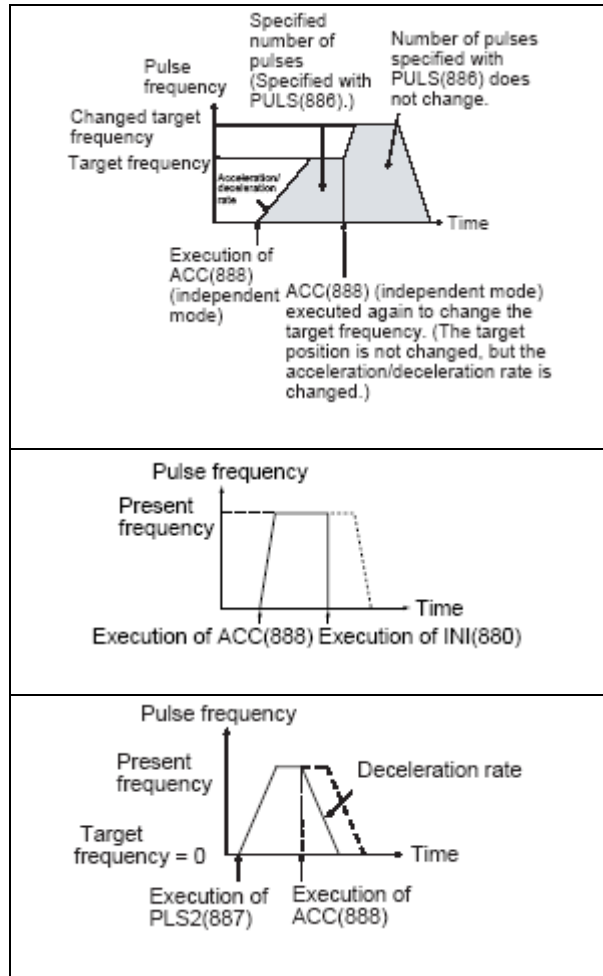 Specified
number of
pulses
(Specified with
PULS(886).)
Number of pulses
specified with
PULS(886) does
not change.
Pulse
frequency
Changed target
frequency
Target frequency
Acceleration/
deceleration
rate
Time
Execution of
ACC(888)
(independent
mode)
ACC(888) (independent mode)
executed again to change the
target frequency. (The target
position is not changed, but the
acceleration/deceleration rate is
changed.)
Pulse frequency
Present
frequency
Time
Execution of ACC(888)
Execution of INI(880)
Pulse frequency
Present
frequency
Deceleration rate
Target
frequency = 0
Time
Execution of
PLS2(887)
Execution of
ACC(888)